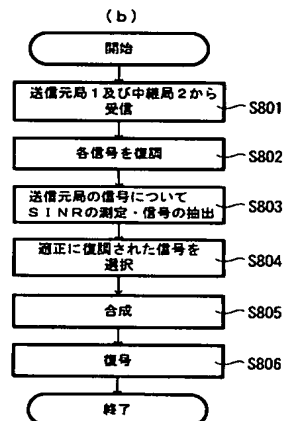 (b)
開始
送信元局1及び中継局2から
受信
S801
各信号を復調
S802
送信元局の信号について
SINRの測定・信号の抽出
S803
適正に復調された信号を
選択
S804
合成
S805
復号
S806
終了